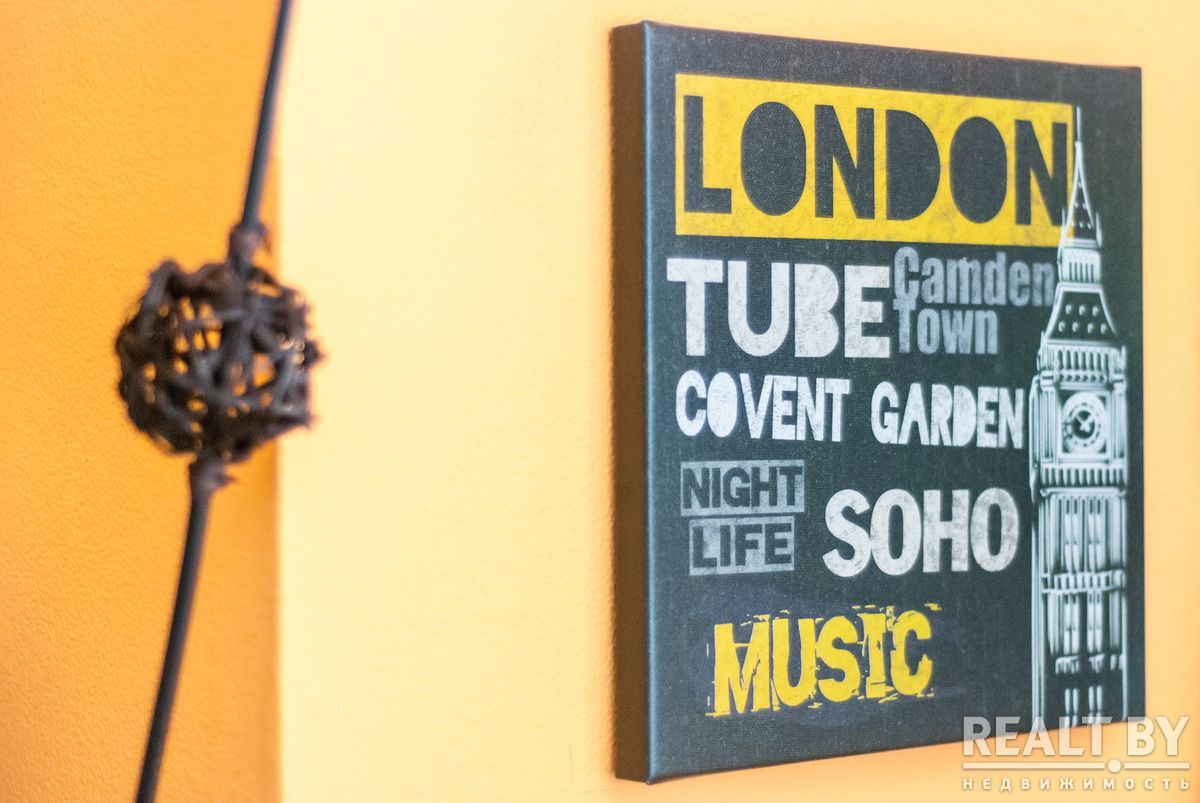 LONDON
TUBE
Camden
Town
COVENT GARDEN
NIGHT
LIFE
SOHO
MUSIC
REALT.BY
НЕДВИЖИМОСТЬ